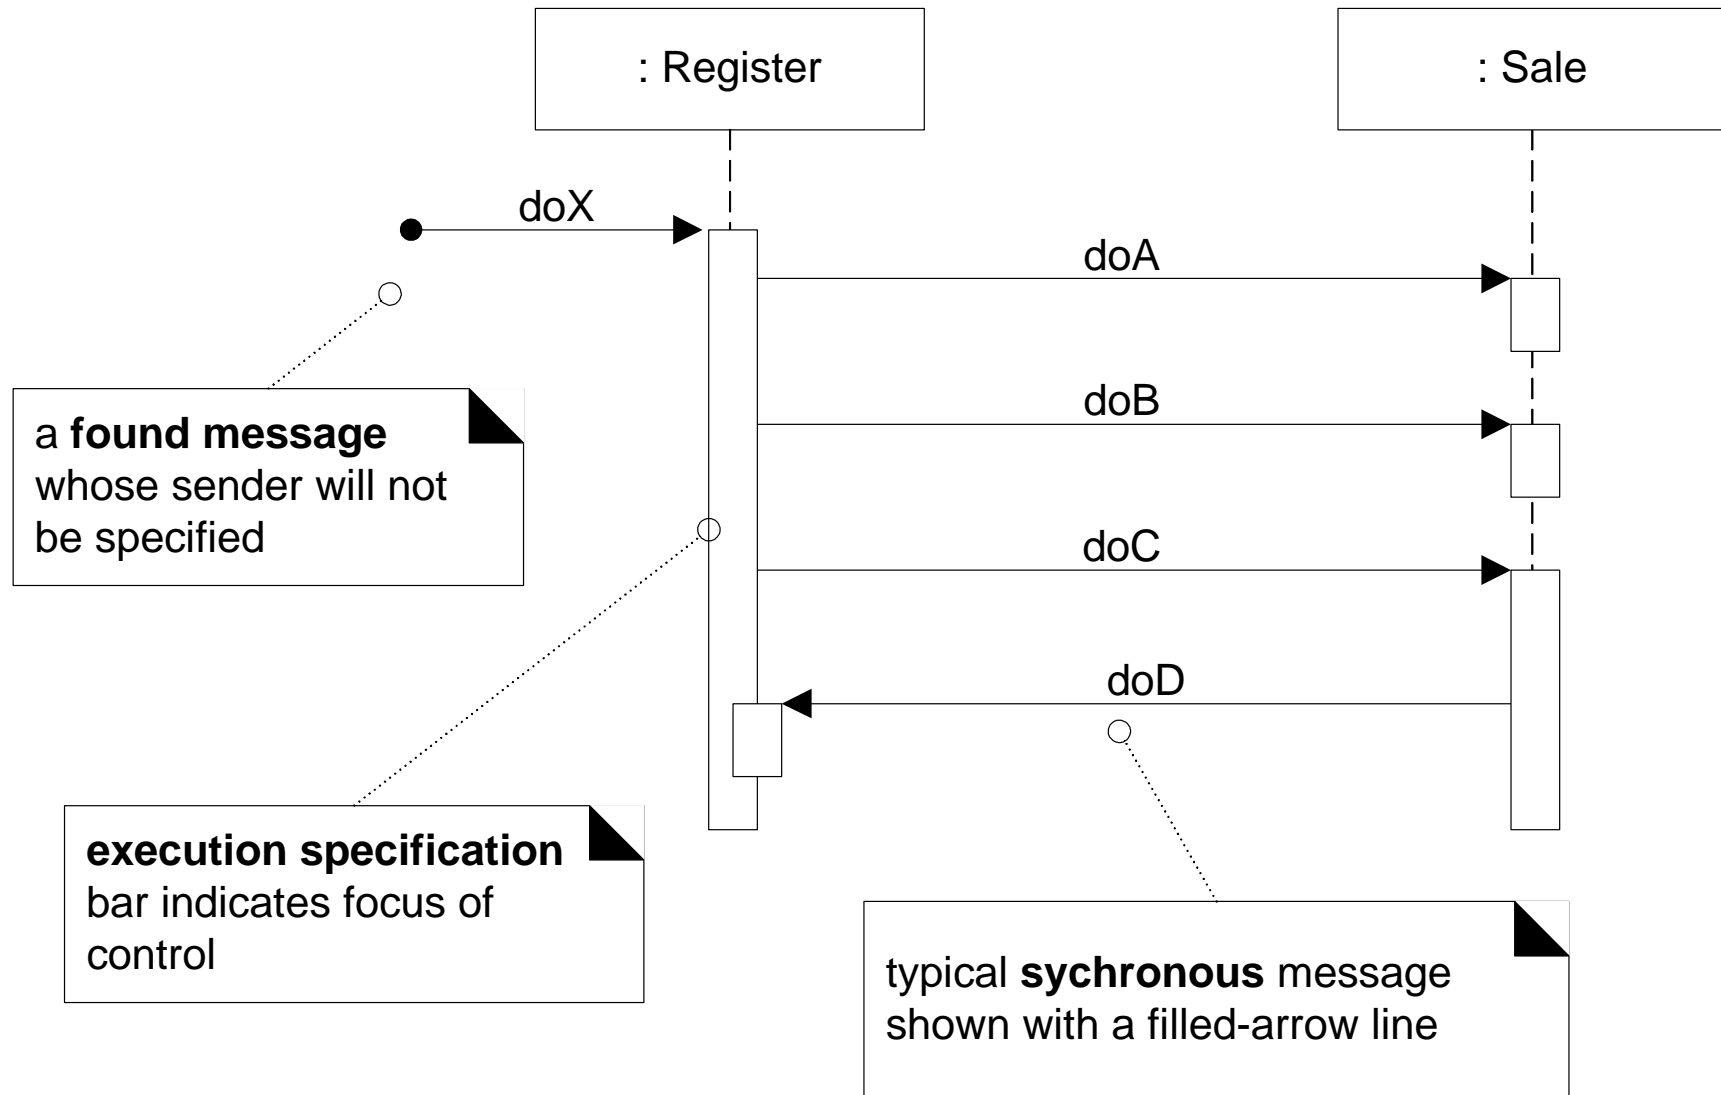 : Register
: Sale
doX
doA
a found message
whose sender will not
be specified
doB
doC
doD
execution specification
bar indicates focus of
control
typical sychronous message
shown with a filled-arrow line